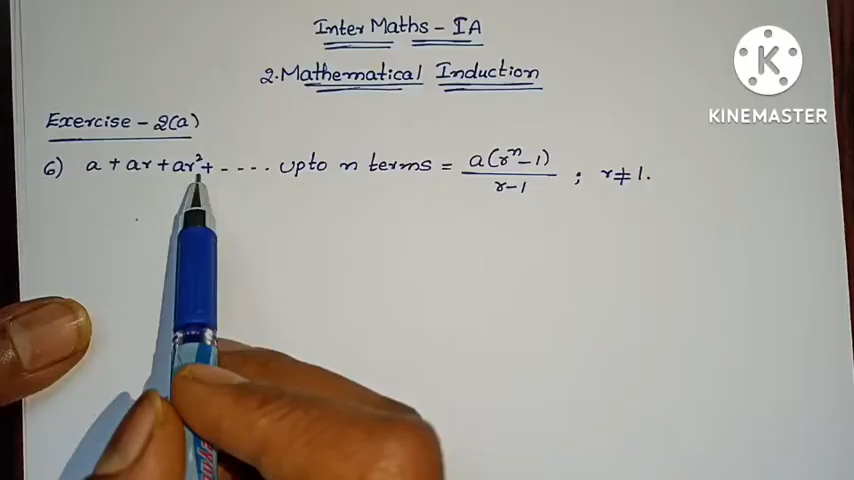 Inter Maths - IA
2. Mathematical Induction
KINEMASTER
Exercise - 2(a)
6) a + ar + ar² + .... upto n terms = a(rⁿ-1) / r-1 ; r ≠ 1.